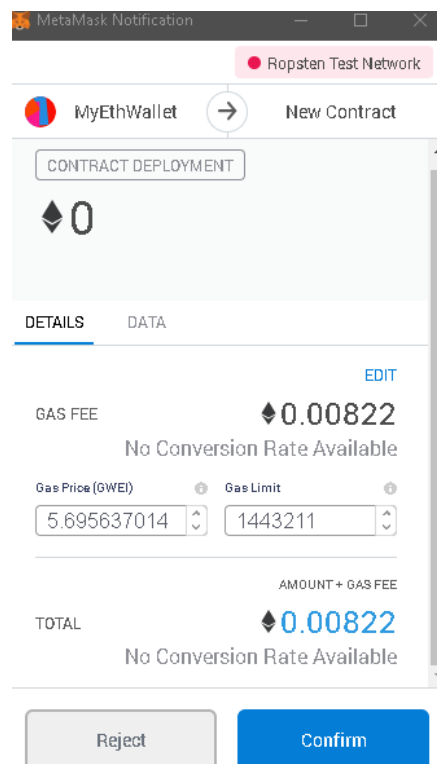 MetaMask Notification
Ropsten Test Network
MyEthWallet New Contract
CONTRACT DEPLOYMENT
0
DETAILS DATA
EDIT
GAS FEE 0.00822
No Conversion Rate Available
Gas Price (GWEI) Gas Limit
5.695637014 1443211
AMOUNT + GAS FEE
TOTAL 0.00822
No Conversion Rate Available
Reject Confirm